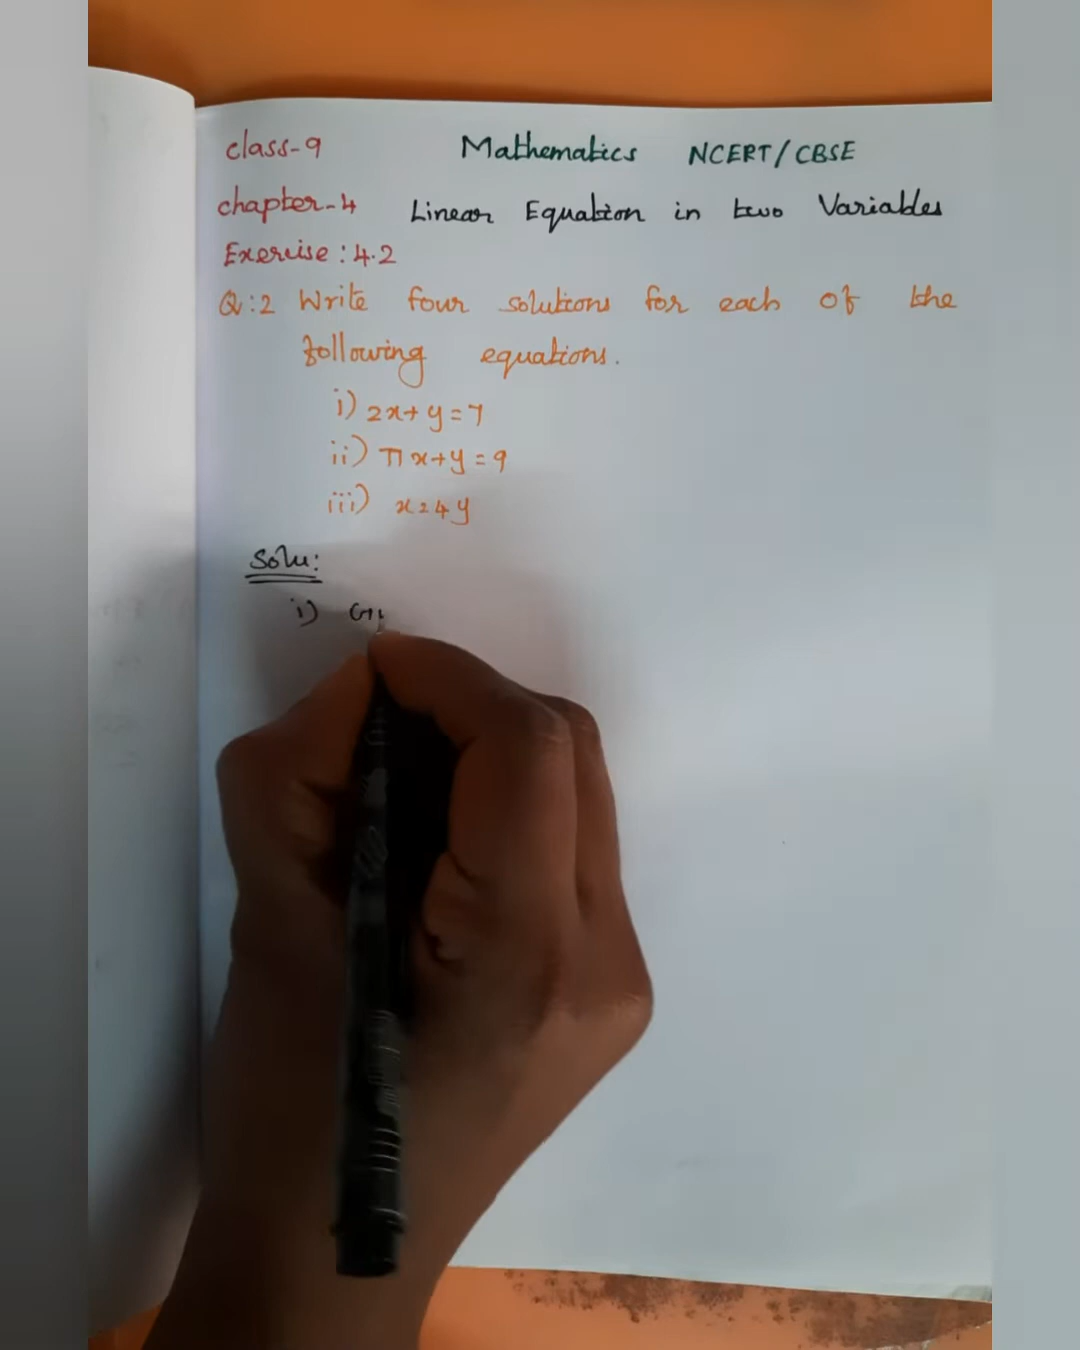 class-9 Mathematics NCERT/CBSE
chapter-4 Linear Equation in two Variables
Exercise : 4.2
Q:2 Write four solutions for each of the
following equations.
i) 2x+y=7
ii) πx+y=9
iii) x=4y
Solu:
i) Gi